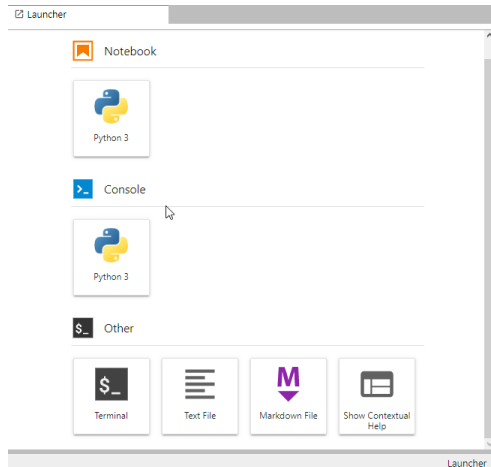 Launcher
Notebook
Python 3
Console
Python 3
$_ Other
$_
M
Terminal
Text File
Markdown File
Show Contextual
Help
Launcher